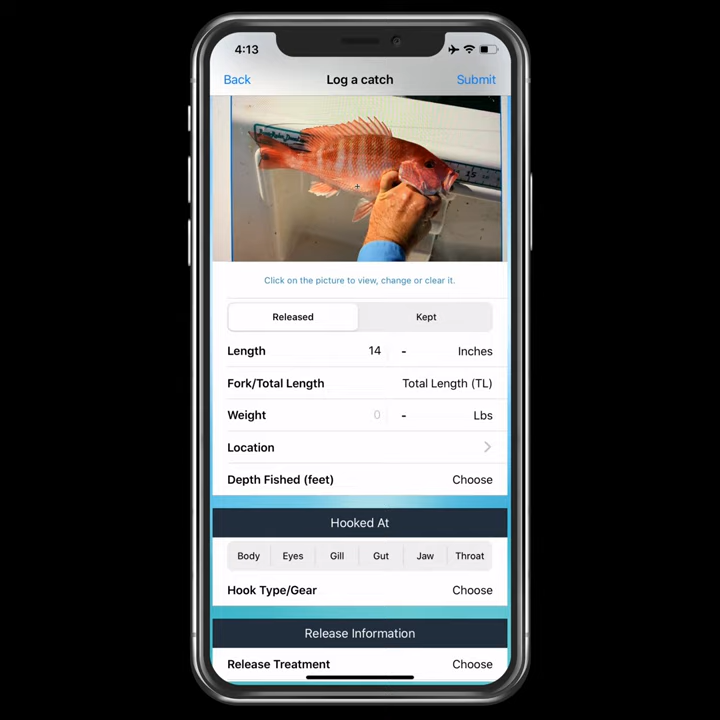 4:13
Back Log a catch Submit
15
Click on the picture to view, change or clear it.
Released Kept
Length 14 - Inches
Fork/Total Length Total Length (TL)
Weight 0 - Lbs
Location
Depth Fished (feet) Choose
Hooked At
Body Eyes Gill Gut Jaw Throat
Hook Type/Gear Choose
Release Information
Release Treatment Choose